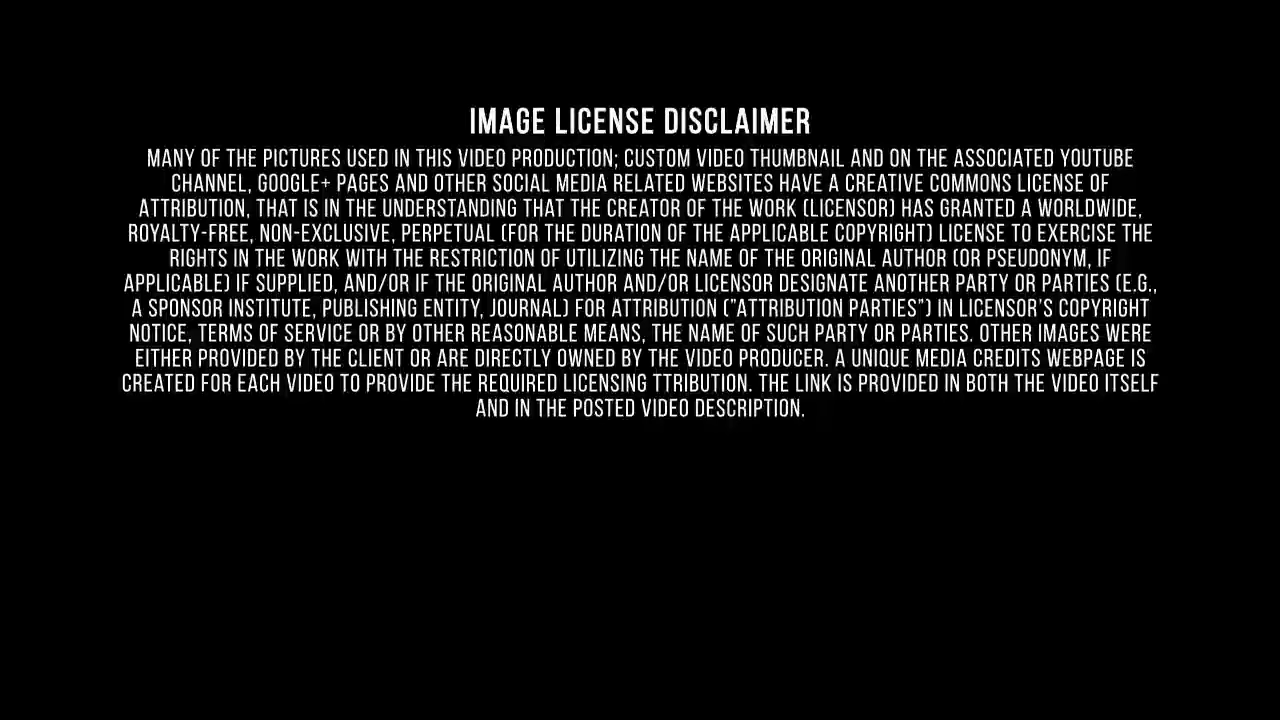 IMAGE LICENSE DISCLAIMER
MANY OF THE PICTURES USED IN THIS VIDEO PRODUCTION; CUSTOM VIDEO THUMBNAIL AND ON THE ASSOCIATED YOUTUBE
CHANNEL, GOOGLE+ PAGES AND OTHER SOCIAL MEDIA RELATED WEBSITES HAVE A CREATIVE COMMONS LICENSE OF
ATTRIBUTION, THAT IS IN THE UNDERSTANDING THAT THE CREATOR OF THE WORK (LICENSOR) HAS GRANTED A WORLDWIDE,
ROYALTY-FREE, NON-EXCLUSIVE, PERPETUAL (FOR THE DURATION OF THE APPLICABLE COPYRIGHT) LICENSE TO EXERCISE THE
RIGHTS IN THE WORK WITH THE RESTRICTION OF UTILIZING THE NAME OF THE ORIGINAL AUTHOR (OR PSEUDONYM, IF
APPLICABLE) IF SUPPLIED, AND/OR IF THE ORIGINAL AUTHOR AND/OR LICENSOR DESIGNATE ANOTHER PARTY OR PARTIES (E.G.,
A SPONSOR INSTITUTE, PUBLISHING ENTITY, JOURNAL) FOR ATTRIBUTION ("ATTRIBUTION PARTIES") IN LICENSOR'S COPYRIGHT
NOTICE, TERMS OF SERVICE OR BY OTHER REASONABLE MEANS, THE NAME OF SUCH PARTY OR PARTIES. OTHER IMAGES WERE
EITHER PROVIDED BY THE CLIENT OR ARE DIRECTLY OWNED BY THE VIDEO PRODUCER. A UNIQUE MEDIA CREDITS WEBPAGE IS
CREATED FOR EACH VIDEO TO PROVIDE THE REQUIRED LICENSING TTRIBUTION. THE LINK IS PROVIDED IN BOTH THE VIDEO ITSELF
AND IN THE POSTED VIDEO DESCRIPTION.